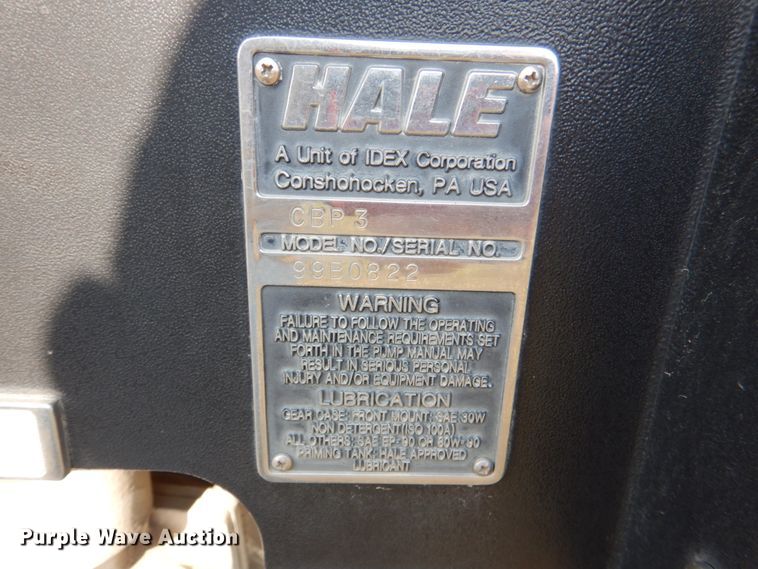 HALE
A Unit of IDEX Corporation
Conshohocken, PA USA
CBP 3
MODEL NO./SERIAL NO.
99B0822
WARNING
FAILURE TO FOLLOW THE OPERATING
AND MAINTENANCE REQUIREMENTS SET
FORTH IN THE PUMP MANUAL MAY
RESULT IN SERIOUS PERSONAL
INJURY AND/OR EQUIPMENT DAMAGE.
LUBRICATION
GEAR CASE: FRONT MOUNT: SAE 30W
NON DETERGENT(ISO 100A)
ALL OTHERS: SAE EP-90 OR 80W-90
PRIMING TANK: HALE APPROVED
LUBRICANT
Purple Wave Auction